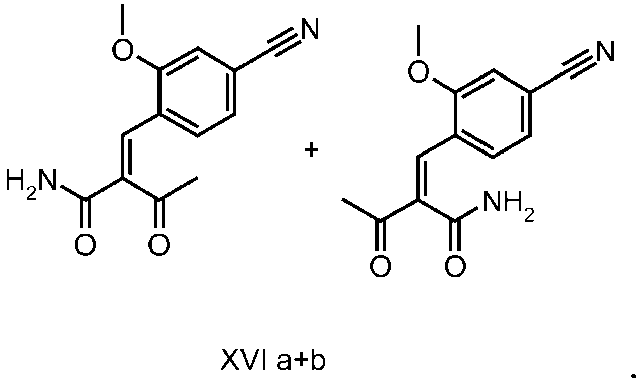 O N
O N
H₂N + NH₂
O O O O
XVI a+b .